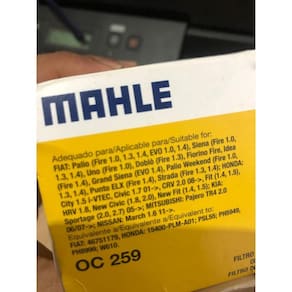 MAHLE
Adequado para/Aplicable para/Suitable for:
FIAT: Palio (Fire 1.0, 1.3, 1.4, EVO 1.0, 1.4), Siena (Fire 1.0,
1.3, 1.4), Uno (Fire 1.0), Dobló (Fire 1.3), Fiorino Fire, Idea
(Fire 1.4), Grand Siena (EVO 1.4), Palio Weekend (Fire 1.0,
1.3, 1.4), Punto ELX (Fire 1.4), Strada (Fire 1.3, 1.4); HONDA:
City 1.5 i-VTEC, Civic 1.7 01->, CRV 2.0 08->, Fit (1.4, 1.5),
HRV 1.8, New Civic (1.8, 2.0), New Fit (1.4, 1.5); KIA:
Sportage (2.0, 2.7) 05->; MITSUBISHI: Pajero TR4 2.0
06/07->; NISSAN: March 1.6 11->.
Equivalente a/Equivalente a/Equivalent to:
FIAT: 46751179, HONDA: 15400-PLM-A01; PSL55; PH5949,
PH5998, W610.
OC 259
FILTRO
FILTRO D